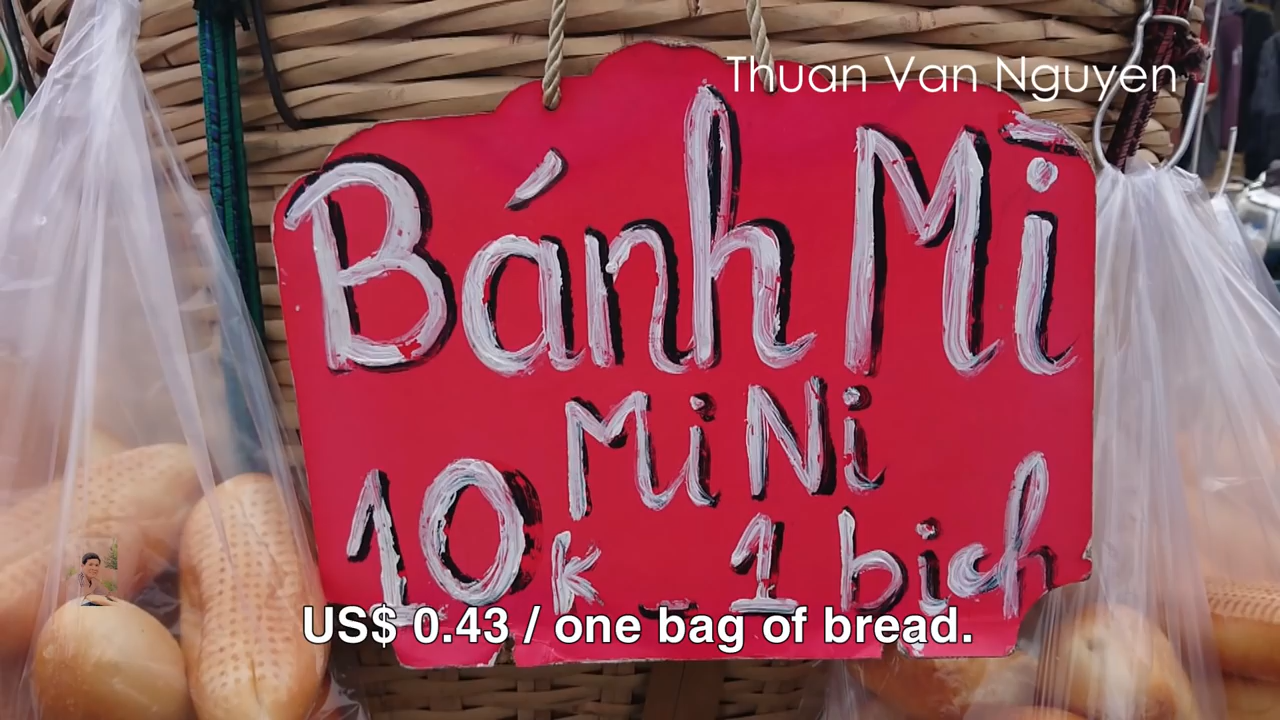 Thuan Van Nguyen
Bánh Mì
MiNi
10k _ 1 bịch
US$ 0.43 / one bag of bread.